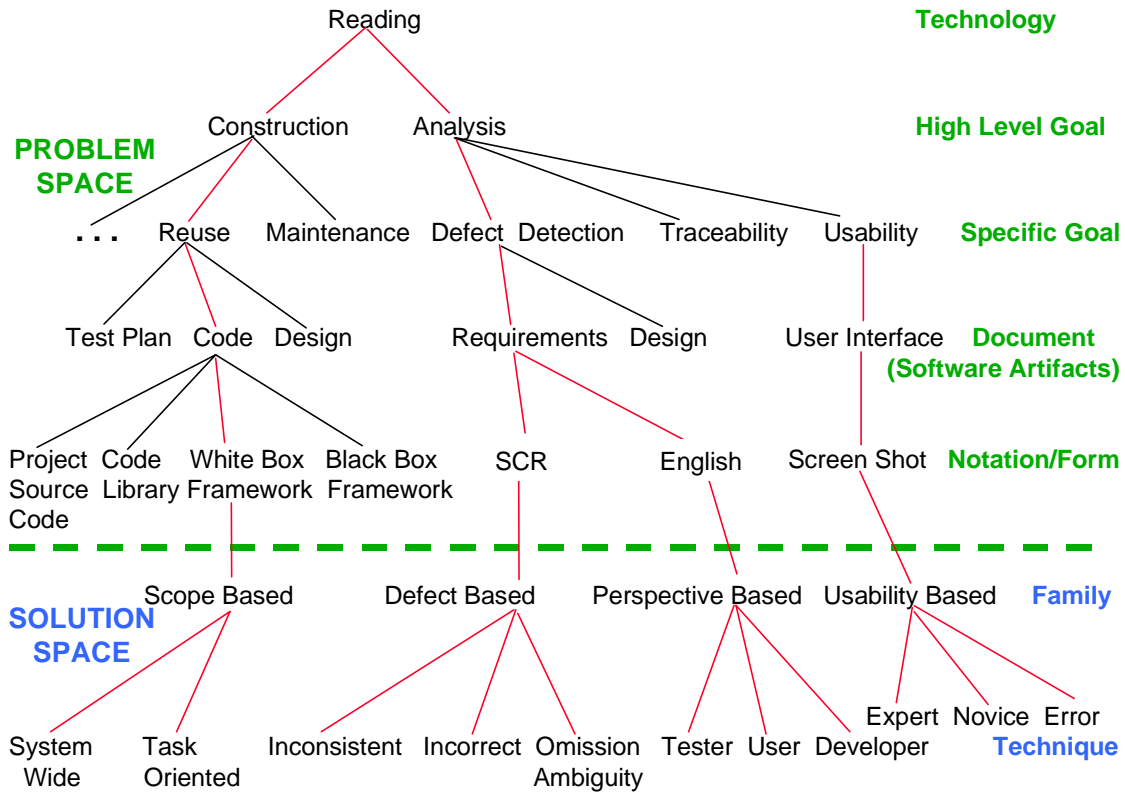 Reading Technology
Construction Analysis High Level Goal
PROBLEM
SPACE
... Reuse Maintenance Defect Detection Traceability Usability Specific Goal
Test Plan Code Design Requirements Design User Interface Document
(Software Artifacts)
Project Code White Box Black Box SCR English Screen Shot Notation/Form
Source Library Framework Framework
Code
Scope Based Defect Based Perspective Based Usability Based Family
SOLUTION
SPACE
Expert Novice Error
System Task Inconsistent Incorrect Omission Tester User Developer Technique
Wide Oriented Ambiguity